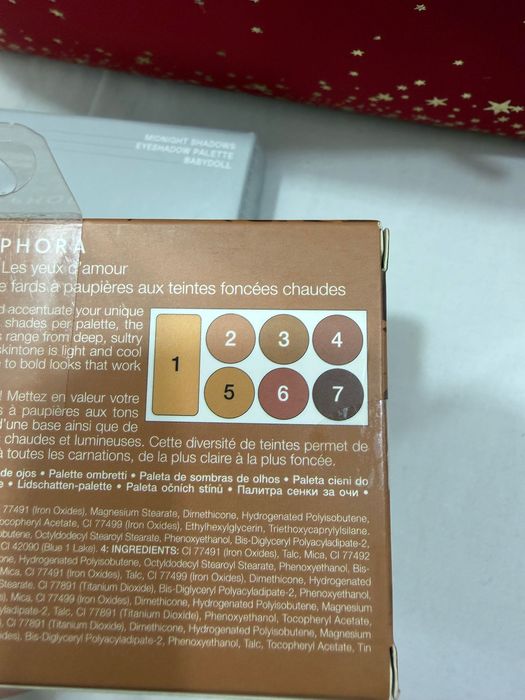 MIDNIGHT SHADOWS
EYESHADOW PALETTE
BABYDOLL
PHORA
Les yeux d'amour
e fards à paupières aux teintes foncées chaudes
d accentuate your unique
shades per palette, the
s range from deep, sultry
skintone is light and cool
e to bold looks that work
! Mettez en valeur votre
s à paupières aux tons
d'une base ainsi que de
chaudes et lumineuses. Cette diversité de teintes permet de
à toutes les carnations, de la plus claire à la plus foncée.
1
2
3
4
5
6
7
de ojos • Palette ombretti • Paleta de sombras de olhos • Paleta cieni do
e • Lidschatten-palette • Paleta očních stínů • Палитра сенки за очи •
77491 (Iron Oxides), Magnesium Stearate, Dimethicone, Hydrogenated Polyisobutene,
ocopheryl Acetate, CI 77499 (Iron Oxides), Ethylhexylglycerin, Triethoxycaprylylsilane,
obutene, Octyldodecyl Stearoyl Stearate, Phenoxyethanol, Bis-Diglyceryl Polyacyladipate-2,
CI 42090 (Blue 1 Lake). 4: INGREDIENTS: CI 77491 (Iron Oxides), Talc, Mica, CI 77492
one, Hydrogenated Polyisobutene, Octyldodecyl Stearoyl Stearate, Phenoxyethanol, Bis-
Mica, CI 77491 (Iron Oxides), CI 77499 (Iron Oxides), Dimethicone, Hydrogenated
Stearate, CI 77891 (Titanium Dioxide), Bis-Diglyceryl Polyacyladipate-2, Phenoxyethanol,
s), Mica, CI 77499 (Iron Oxides), Dimethicone, Hydrogenated Polyisobutene, Magnesium
yladipate-2, Talc, CI 77891 (Titanium Dioxide), Phenoxyethanol, Tocopheryl Acetate,
CI 77891 (Titanium Dioxide), Dimethicone, Hydrogenated Polyisobutene, Magnesium
ides), Bis-Diglyceryl Polyacyladipate-2, Phenoxyethanol, Talc, Tocopheryl Acetate, Tin